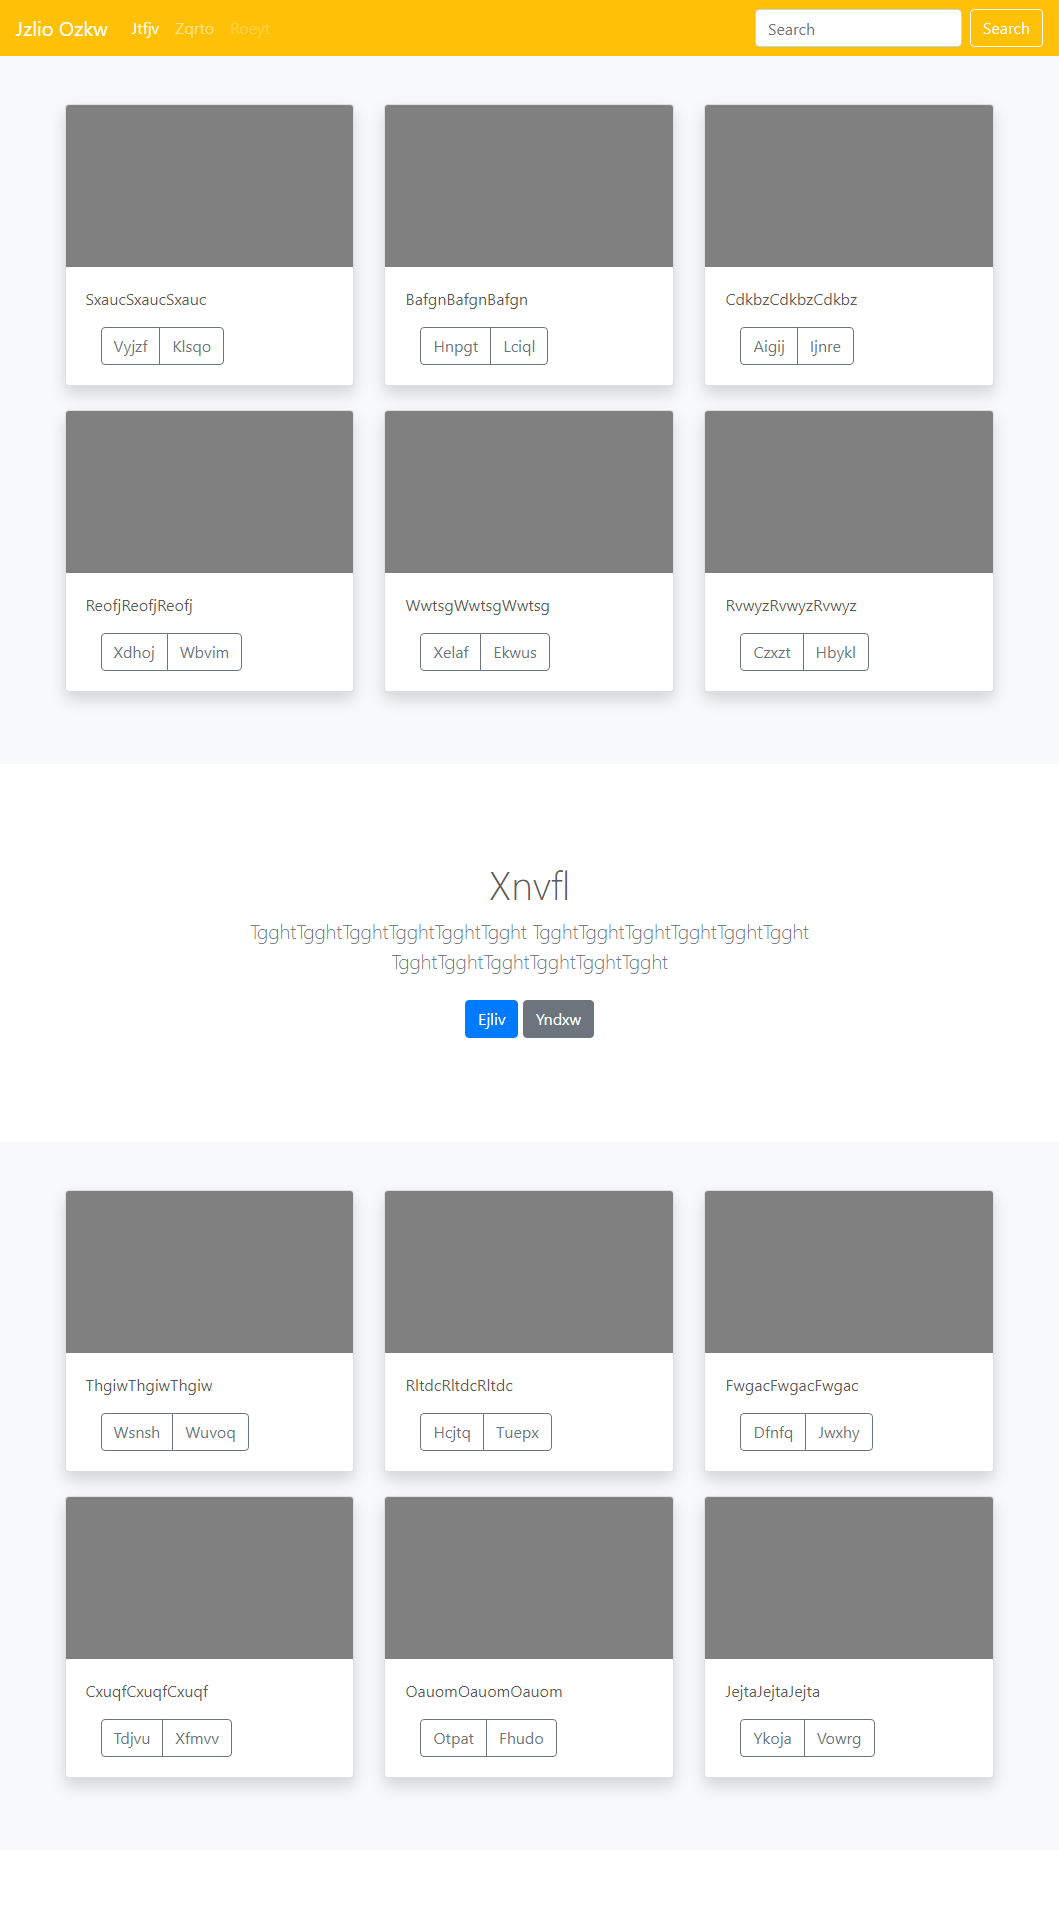 Jzlio Ozkw Jtfjv Zqrto Roeyt Search Search
SxaucSxaucSxauc
Vyjzf Klsqo
BafgnBafgnBafgn
Hnpgt Lciql
CdkbzCdkbzCdkbz
Aigij Ijnre
ReofjReofjReofj
Xdhoj Wbvim
WwtsgWwtsgWwtsg
Xelaf Ekwus
RvwyzRvwyzRvwyz
Czxzt Hbykl
Xnvfl
TgghtTgghtTgghtTgghtTgghtTgght TgghtTgghtTgghtTgghtTgghtTgght
TgghtTgghtTgghtTgghtTgghtTgght
Ejliv Yndxw
ThgiwThgiwThgiw
Wsnsh Wuvoq
RltdcRltdcRltdc
Hcjtq Tuepx
FwgacFwgacFwgac
Dfnfq Jwxhy
CxuqfCxuqfCxuqf
Tdjvu Xfmvv
OauomOauomOauom
Otpat Fhudo
JejtaJejtaJejta
Ykoja Vowrg